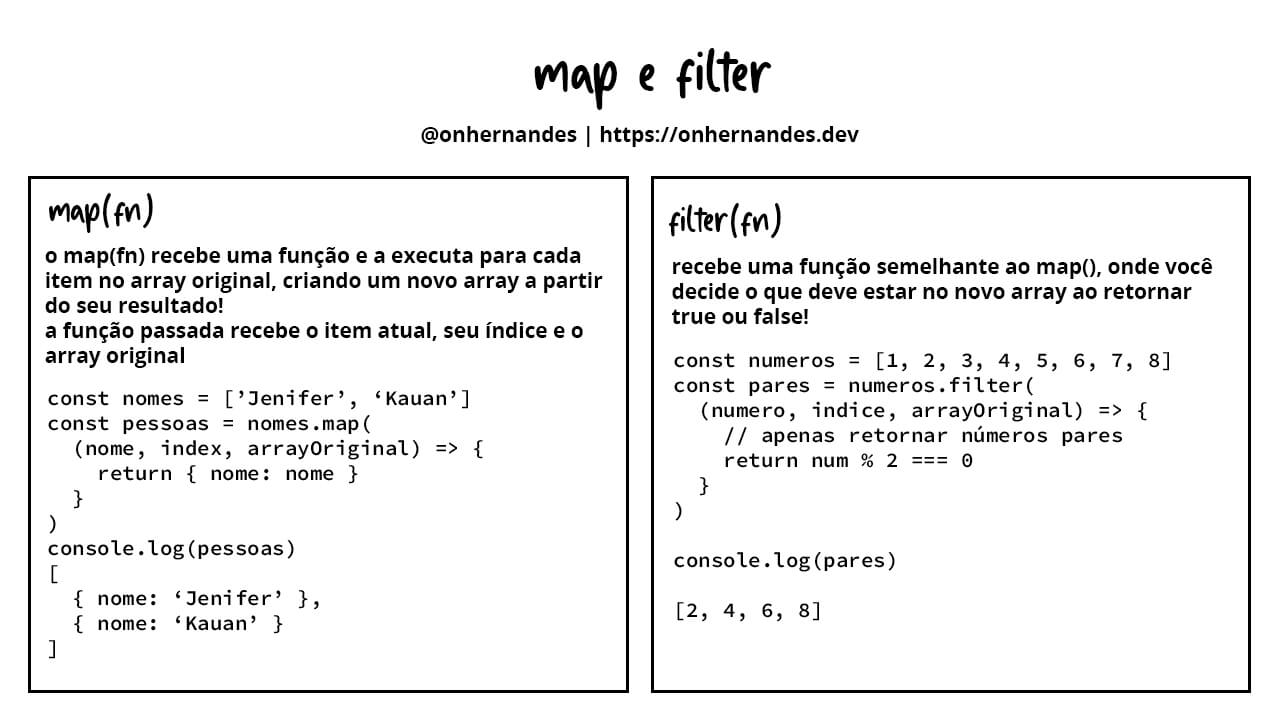 map e filter
@onhernandes | https://onhernandes.dev
map(fn)
o map(fn) recebe uma função e a executa para cada
item no array original, criando um novo array a partir
do seu resultado!
a função passada recebe o item atual, seu índice e o
array original
const nomes = [’Jenifer’, ‘Kauan’]
const pessoas = nomes.map(
  (nome, index, arrayOriginal) => {
    return { nome: nome }
  }
)
console.log(pessoas)
[
  { nome: ‘Jenifer’ },
  { nome: ‘Kauan’ }
]
filter(fn)
recebe uma função semelhante ao map(), onde você
decide o que deve estar no novo array ao retornar
true ou false!
const numeros = [1, 2, 3, 4, 5, 6, 7, 8]
const pares = numeros.filter(
  (numero, indice, arrayOriginal) => {
    // apenas retornar números pares
    return num % 2 === 0
  }
)
console.log(pares)
[2, 4, 6, 8]